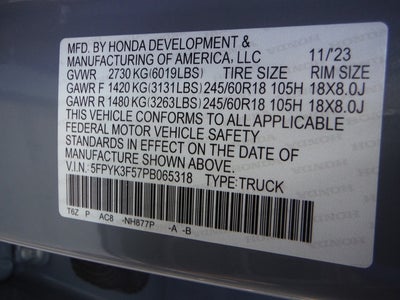 MFD. BY HONDA DEVELOPMENT &
MANUFACTURING OF AMERICA, LLC 11/23
GVWR 2730 KG(6019LBS) TIRE SIZE RIM SIZE
GAWR F 1420 KG(3131LBS) 245/60R18 105H 18X8.0J
GAWR R 1480 KG(3263LBS) 245/60R18 105H 18X8.0J
THIS VEHICLE CONFORMS TO ALL APPLICABLE
FEDERAL MOTOR VEHICLE SAFETY
STANDARDS IN EFFECT ON THE DATE OF
MANUFACTURE SHOWN ABOVE.
V.I.N.: 5FPYK3F57PB065318 TYPE:TRUCK
T6Z P AC8 -NH877P -A -B